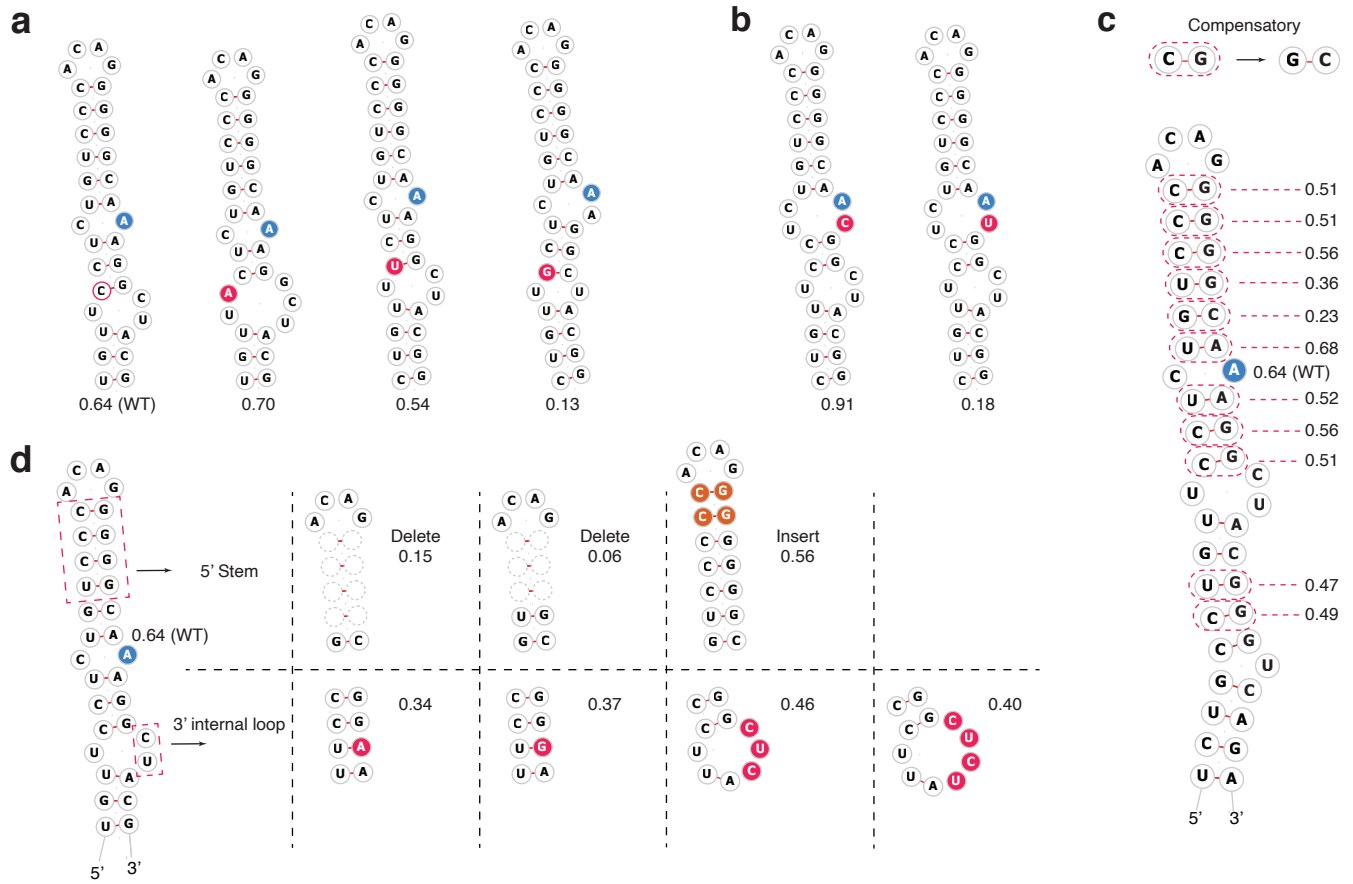 a
C A
A G
C G
C G
C G
U G
G C
U A
A
C
U A
C G
C G
U C
U
U A
G C
U G
0.64 (WT)
C A
A G
C G
C G
C G
U G
G C
U A
A
C
U A
C G
A G
C
U U
U A
G C
U G
0.70
C A
A G
C G
C G
C G
U G
G C
U A
A
C
U A
C G
U G
C
U U
U A
G C
U G
C G
0.54
C A
A G
C G
C G
C G
U G
G C
U A
A
C A
U G
C G
G C
U U
U A
G C
U G
C G
0.13
b
C A
A G
C G
C G
C G
U G
G C
U A
A
C C
U G
C G
C G
C
U U
U A
G C
U G
C G
0.91
C A
A G
C G
C G
C G
U G
G C
U A
A
C U
U G
C G
C G
C
U U
U A
G C
U G
C G
0.18
c
Compensatory
C G G C
C A
A G
C G 0.51
C G 0.51
C G 0.56
U G 0.36
G C 0.23
U A 0.68
C A 0.64 (WT)
U A 0.52
C G 0.56
C G 0.51
C
U U
U A
G C
U G 0.47
C G 0.49
C G
U
G C
U A
C G
U A
5’ 3’
d
C A
A G
C G
C G
C G
U G
5’ Stem
G C
U A
0.64 (WT)
C A
U A
C G
C G
C
U U
3’ internal loop
U A
G C
U G
5’ 3’
C A
A G
Delete
0.15
G C
C A
A G
Delete
0.06
U G
G C
C A
A G
C G
C G
Insert
0.56
C G
C G
C G
U G
G C
0.34
C G
C G
U A
U A
0.37
C G
C G
U G
U A
0.46
C G
C G C
U U
U A C
0.40
C G
C G C
U U
U C
U A U